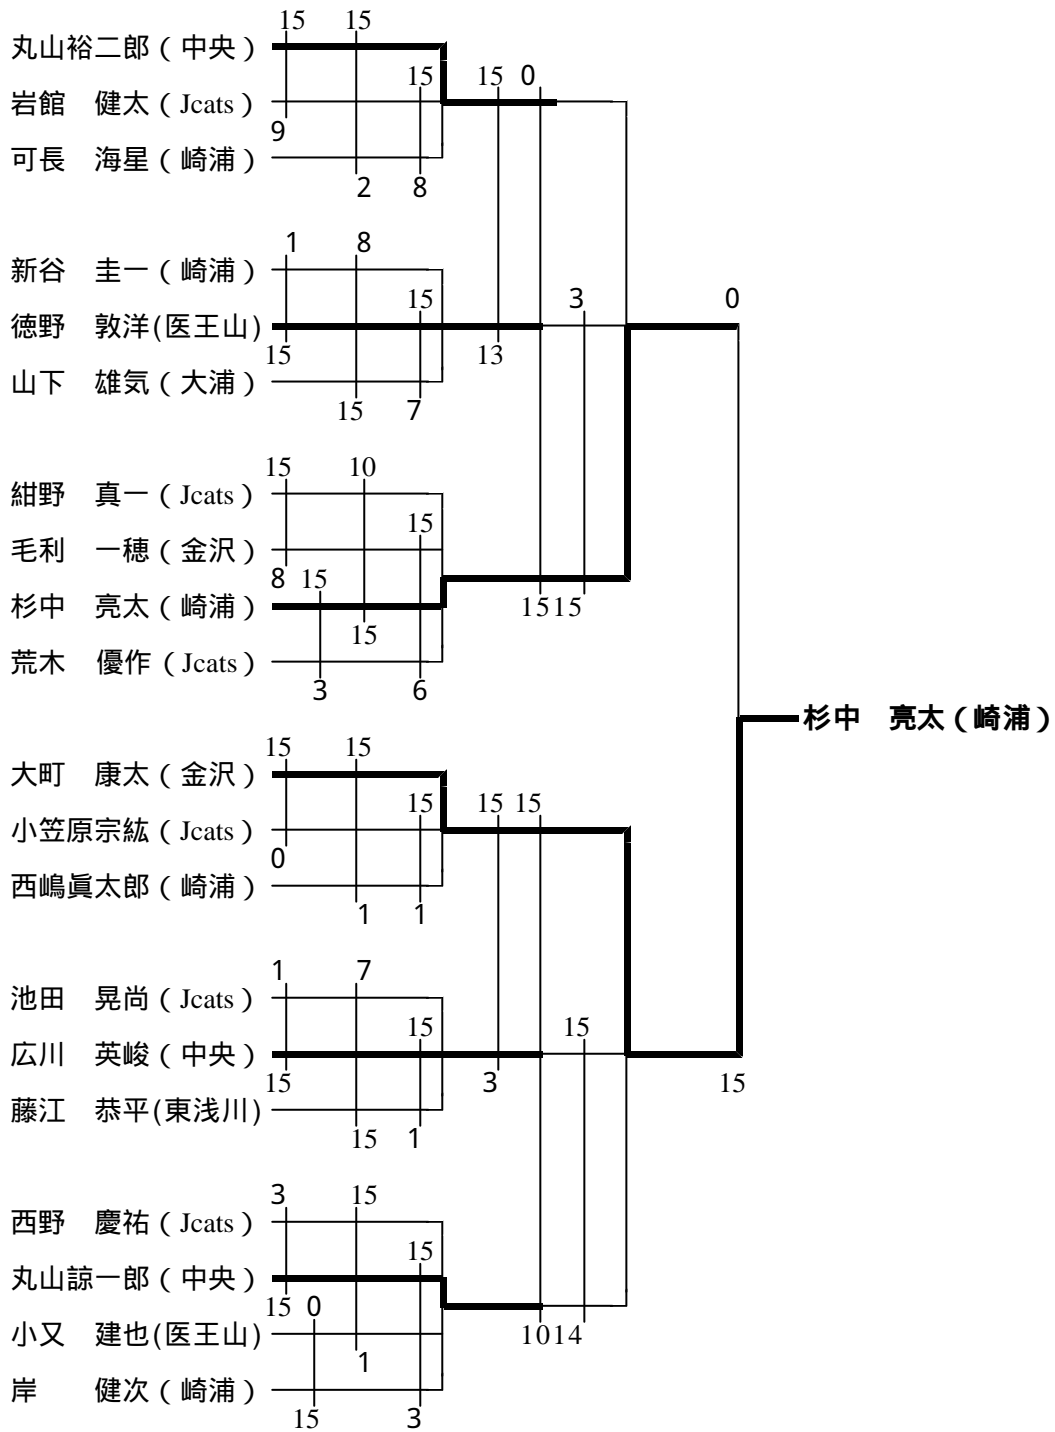 15 15
丸山裕二郎（中央）
15 15 0
岩館　健太（Jcats）
9
可長　海星（崎浦）
2 8
1 8
新谷　圭一（崎浦）
15 3 0
徳野　敦洋(医王山)
15 13
山下　雄気（大浦）
15 7
15 10
紺野　真一（Jcats）
15
毛利　一穂（金沢）
8 15
杉中　亮太（崎浦）
15 15 15
荒木　優作（Jcats）
3 6
杉中　亮太（崎浦）
15 15
大町　康太（金沢）
15 15 15
小笠原宗紘（Jcats）
0
西嶋眞太郎（崎浦）
1 1
1 7
池田　晃尚（Jcats）
15 15
広川　英峻（中央）
15 3 15
藤江　恭平(東浅川)
15 1
3 15
西野　慶祐（Jcats）
15
丸山諒一郎（中央）
15 0
小又　建也(医王山)
1 10 14
岸　　健次（崎浦）
15 3